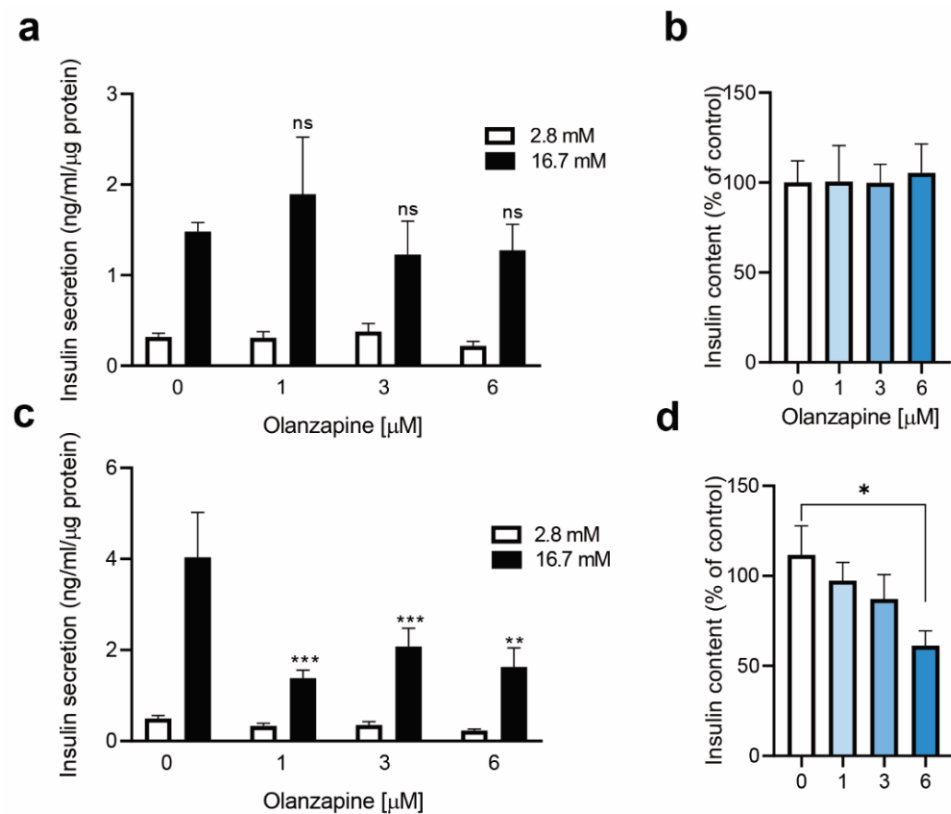 a
Insulin secretion (ng/ml/μg protein)
3
2
1
0
ns
ns
ns
2.8 mM
16.7 mM
0 1 3 6
Olanzapine [μM]
b
Insulin content (% of control)
150
100
50
0
0 1 3 6
Olanzapine [μM]
c
Insulin secretion (ng/ml/μg protein)
6
4
2
0
***
***
**
2.8 mM
16.7 mM
0 1 3 6
Olanzapine [μM]
d
Insulin content (% of control)
150
100
50
0
*
0 1 3 6